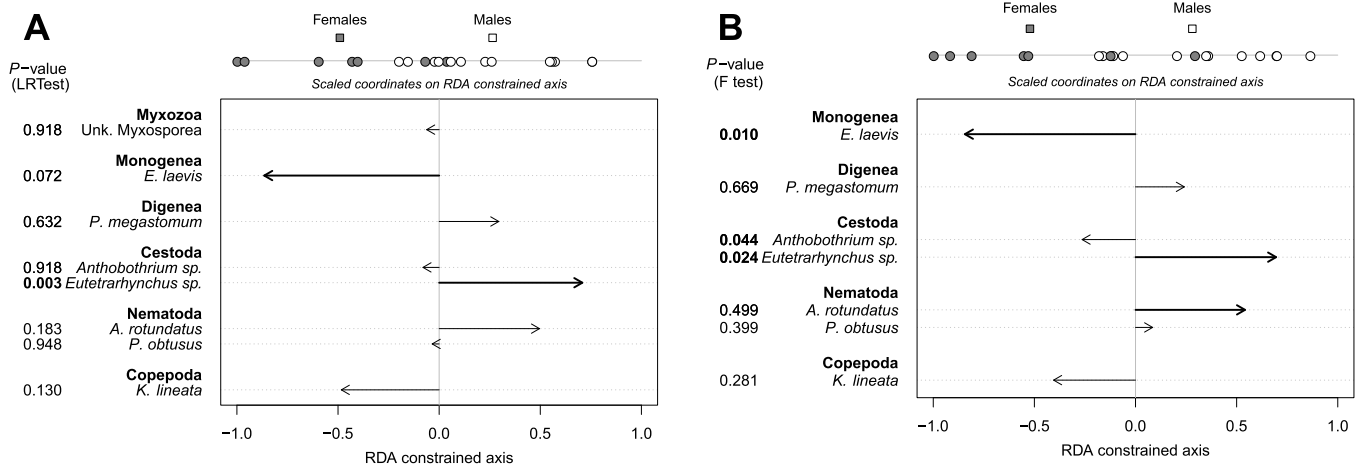 A
Females
Males
P−value
(LRTest)
Scaled coordinates on RDA constrained axis
Myxozoa
0.918 Unk. Myxosporea
Monogenea
0.072 E. laevis
Digenea
0.632 P. megastomum
Cestoda
0.918 Anthobothrium sp.
0.003 Eutetrarhynchus sp.
Nematoda
0.183 A. rotundatus
0.948 P. obtusus
Copepoda
0.130 K. lineata
−1.0 −0.5 0.0 0.5 1.0
RDA constrained axis
B
Females
Males
P−value
(F test)
Scaled coordinates on RDA constrained axis
Monogenea
0.010 E. laevis
Digenea
0.669 P. megastomum
Cestoda
0.044 Anthobothrium sp.
0.024 Eutetrarhynchus sp.
Nematoda
0.499 A. rotundatus
0.399 P. obtusus
Copepoda
0.281 K. lineata
−1.0 −0.5 0.0 0.5 1.0
RDA constrained axis